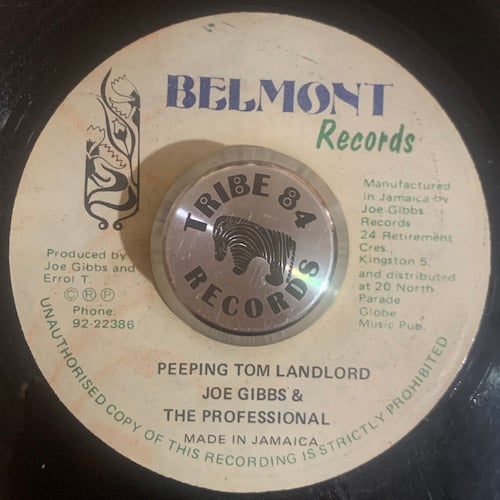 BELMONT
Records
TRIBE 84
RECORDS
Manufactured
in Jamaica by
Joe Gibbs
Records
24 Retirement
Cres.,
Kingston 5.
and distributed
at 20 North
Parade
Globe
Music Pub.
Produced by
Joe Gibbs and
Errol T.
Ⓒ Ⓡ Ⓟ
Phone:
92-22386
PEEPING TOM LANDLORD
JOE GIBBS &
THE PROFESSIONAL
MADE IN JAMAICA
UNAUTHORISED COPY OF THIS RECORDING IS STRICTLY PROHIBITED